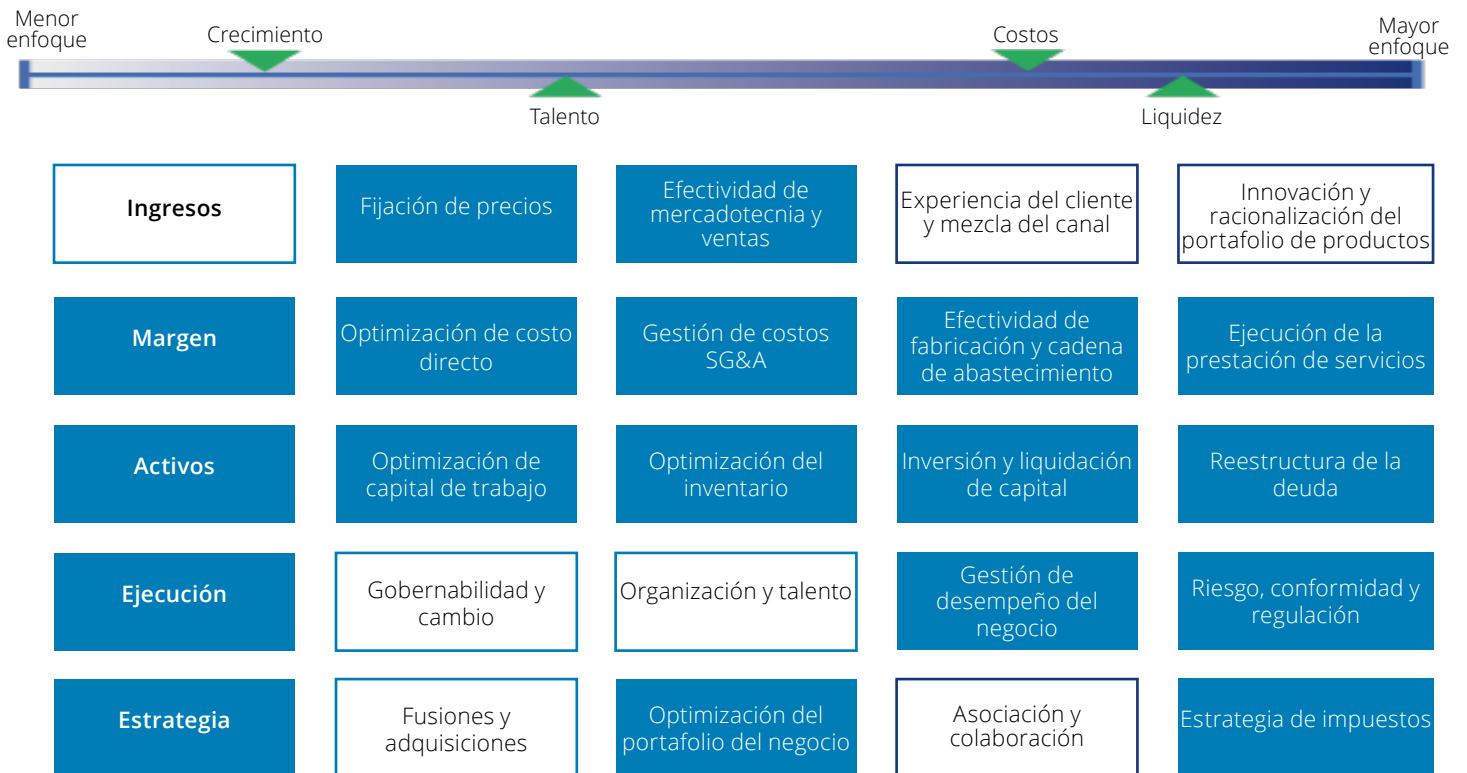 Menor
enfoque
Crecimiento
Costos
Mayor
enfoque
Talento
Liquidez
Ingresos
Fijación de precios
Efectividad de
mercadotecnia y
ventas
Experiencia del cliente
y mezcla del canal
Innovación y
racionalización del
portafolio de productos
Margen
Optimización de costo
directo
Gestión de costos
SG&A
Efectividad de
fabricación y cadena
de abastecimiento
Ejecución de la
prestación de servicios
Activos
Optimización de
capital de trabajo
Optimización del
inventario
Inversión y liquidación
de capital
Reestructura de la
deuda
Ejecución
Gobernabilidad y
cambio
Organización y talento
Gestión de
desempeño del
negocio
Riesgo, conformidad y
regulación
Estrategia
Fusiones y
adquisiciones
Optimización del
portafolio del negocio
Asociación y
colaboración
Estrategia de impuestos